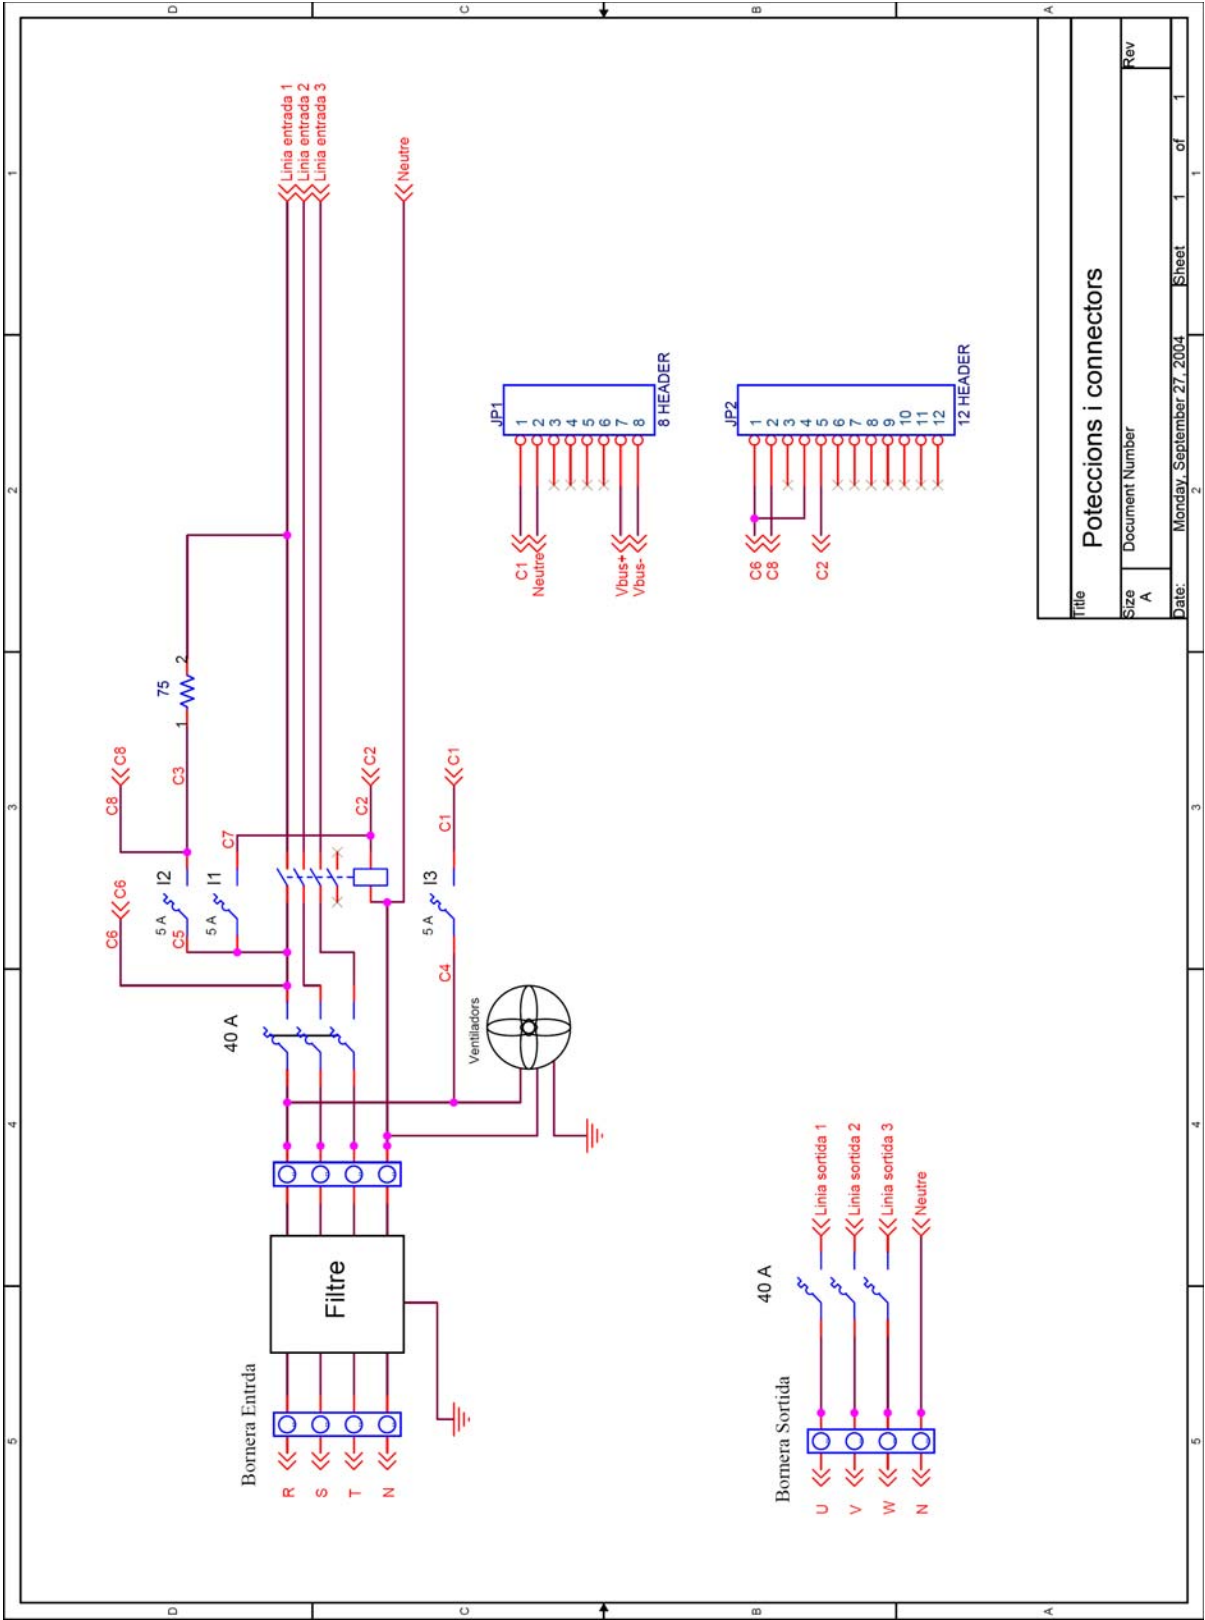 5
4
3
2
1
D
D
C
C
B
B
A
A
5
4
3
2
1
Bornera Entrda
R
S
T
N
Filtre
40 A
C6
C6
C5
5 A
I2
5 A
I1
C7
C8
C8
C3
1
75
2
C2
C2
C4
5 A
I3
C1
C1
Ventiladors
Linia entrada 1
Linia entrada 2
Linia entrada 3
Neutre
JP1
C1
Neutre
Vbus+
Vbus-
1
2
3
4
5
6
7
8
8 HEADER
JP2
C6
C8
C2
1
2
3
4
5
6
7
8
9
10
11
12
12 HEADER
Bornera Sortida
U
V
W
N
40 A
Linia sortida 1
Linia sortida 2
Linia sortida 3
Neutre
Title
Poteccions i connectors
Size
A
Document Number
Rev
Date: Monday, September 27, 2004 Sheet 1 of 1